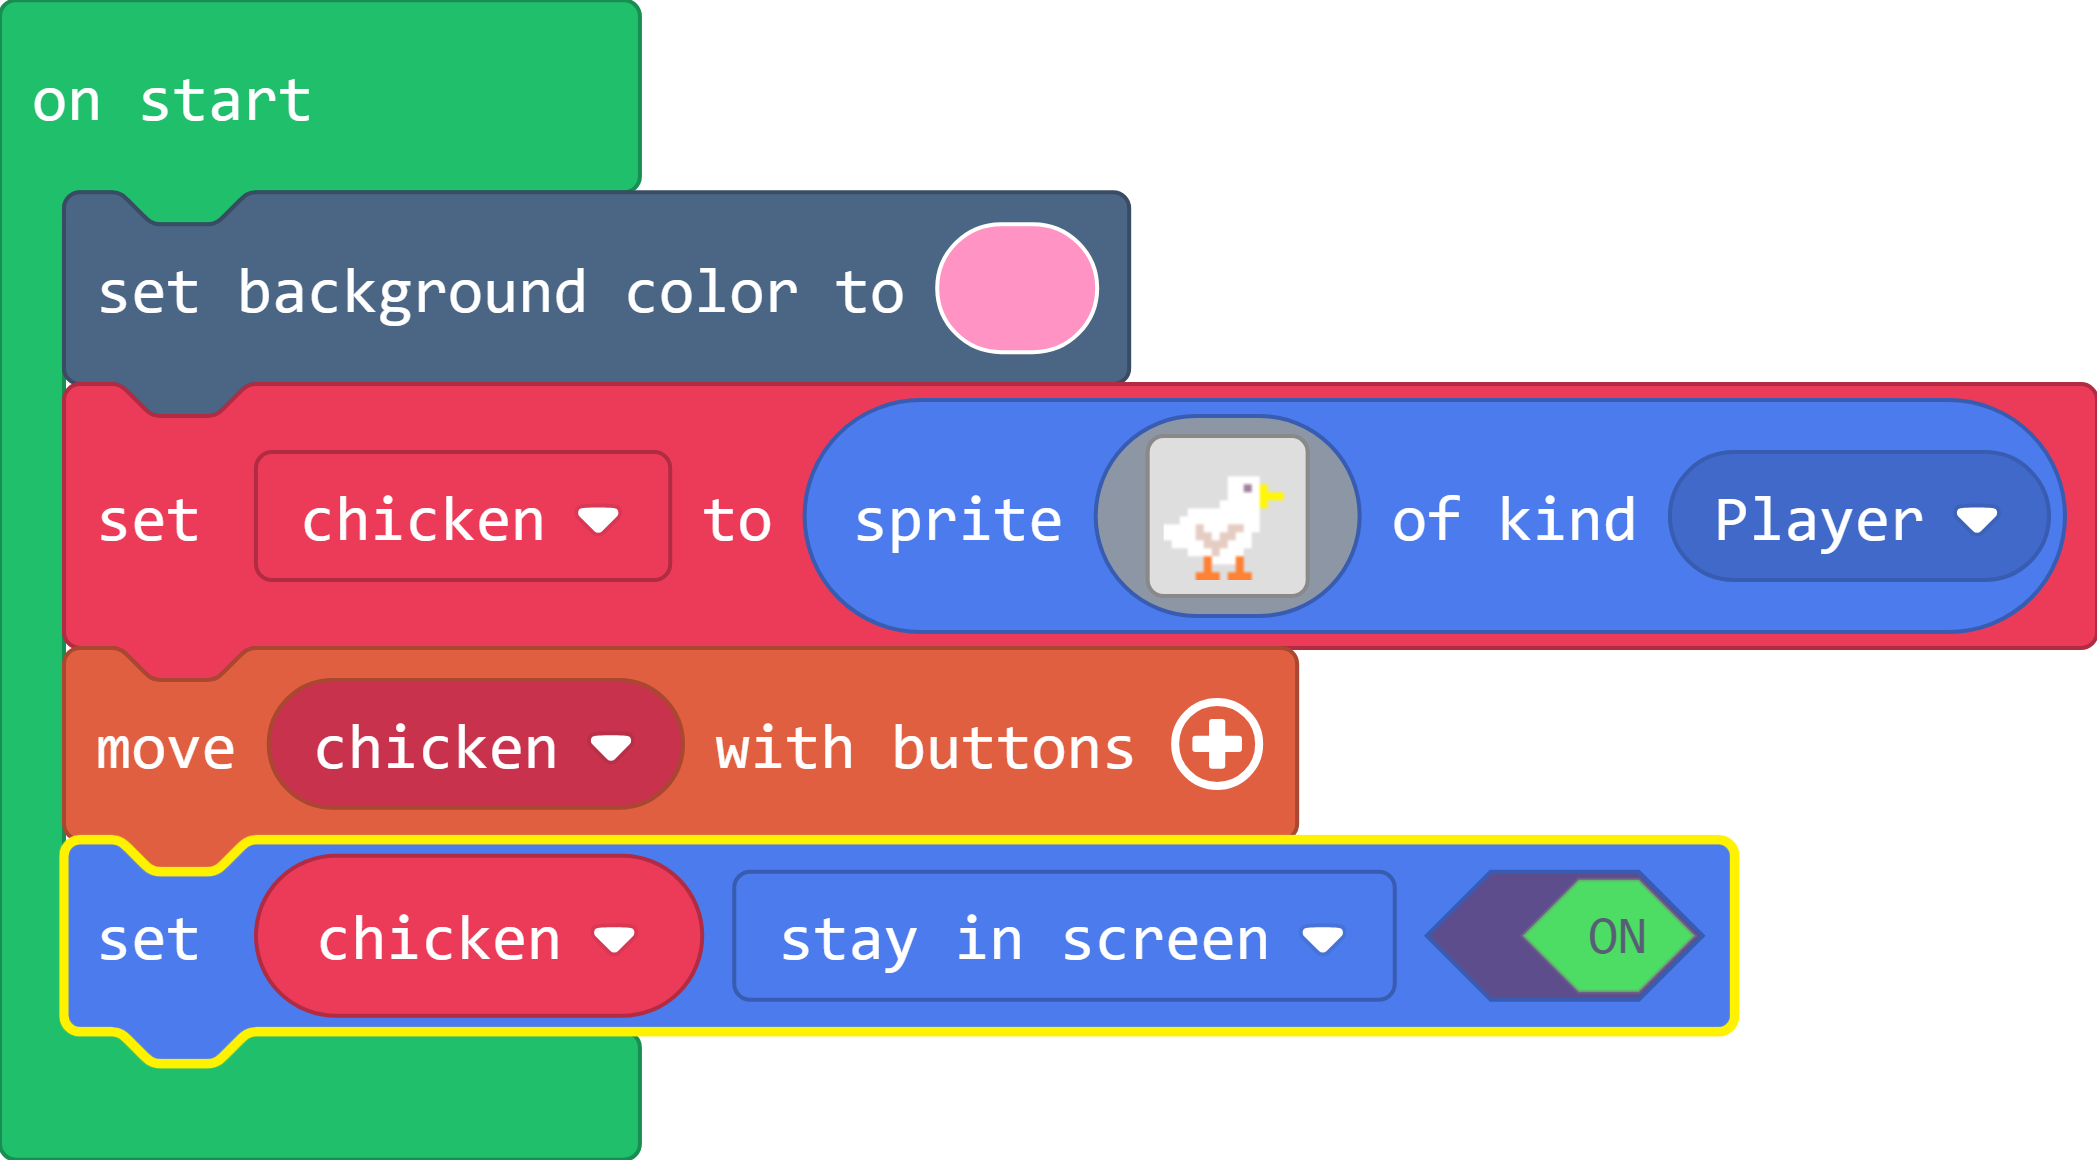 on start
set background color to
set chicken to sprite of kind Player
move chicken with buttons
set chicken stay in screen ON